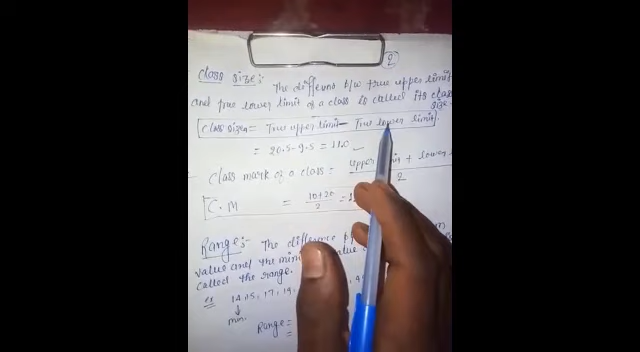 2
Class size:- The difference b/w true upper limit
and true lower limit of a class is called its class
size.
Class size = True upper limit - True lower limit.
= 20.5 - 9.5 = 11.0
Class mark of a class = upper limit + lower
2
C.M = 10+20
2
Range:- The difference
value and the value
called the range.
ex 14, 15, 17, 19,
min.
Range =
=